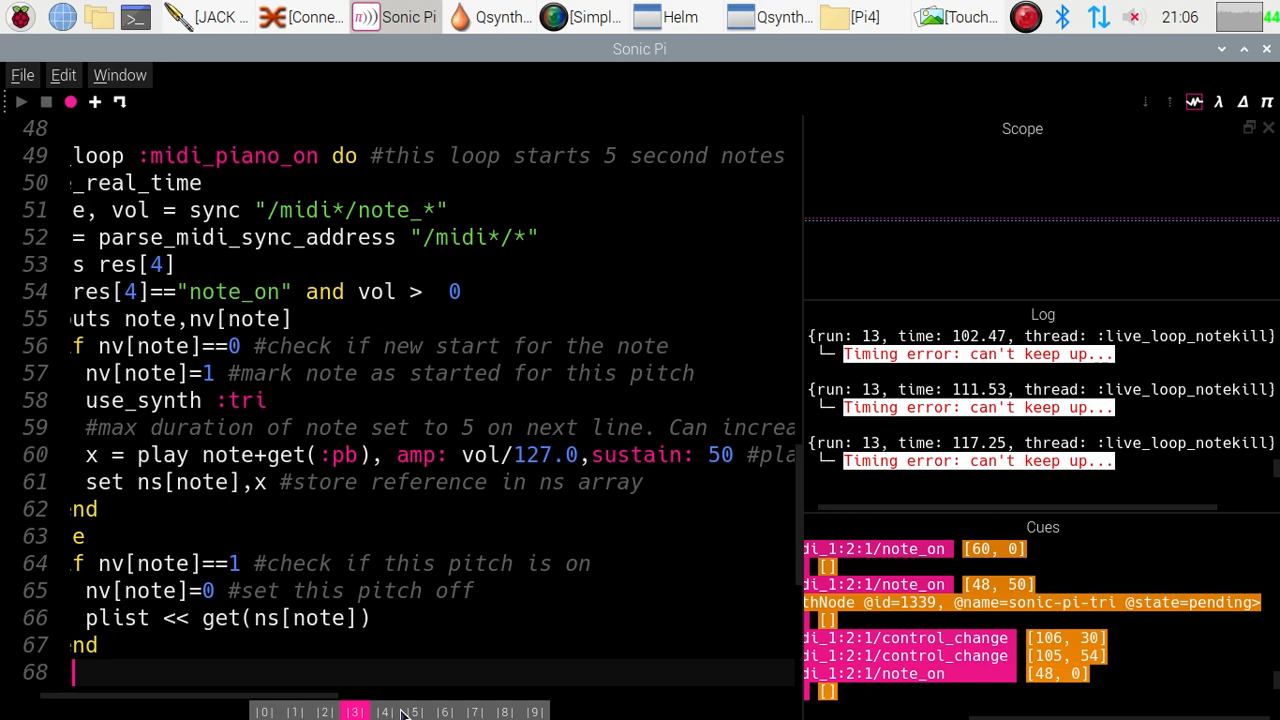 [JACK ...
[Conne...
Sonic Pi
Qsynth...
[Simpl...
Helm
Qsynth...
[Pi4]
[Touch...
21:06
44
Sonic Pi
File Edit Window
48
49 _loop :midi_piano_on do #this loop starts 5 second notes
50 _real_time
51 e, vol = sync "/midi*/note_*"
52 = parse_midi_sync_address "/midi*/*"
53 s res[4]
54 res[4]=="note_on" and vol > 0
55 uts note,nv[note]
56 f nv[note]==0 #check if new start for the note
57 nv[note]=1 #mark note as started for this pitch
58 use_synth :tri
59 #max duration of note set to 5 on next line. Can increa
60 x = play note+get(:pb), amp: vol/127.0,sustain: 50 #pla
61 set ns[note],x #store reference in ns array
62 nd
63 e
64 f nv[note]==1 #check if this pitch is on
65 nv[note]=0 #set this pitch off
66 plist << get(ns[note])
67 nd
68
|0| |1| |2| |3| |4| |5| |6| |7| |8| |9|
Scope
Log
{run: 13, time: 102.47, thread: :live_loop_notekill}
└─ Timing error: can't keep up...
{run: 13, time: 111.53, thread: :live_loop_notekill}
└─ Timing error: can't keep up...
{run: 13, time: 117.25, thread: :live_loop_notekill}
└─ Timing error: can't keep up...
Cues
di_1:2:1/note_on [60, 0]
[]
di_1:2:1/note_on [48, 50]
thNode @id=1339, @name=sonic-pi-tri @state=pending>
[]
di_1:2:1/control_change [106, 30]
di_1:2:1/control_change [105, 54]
di_1:2:1/note_on [48, 0]
[]